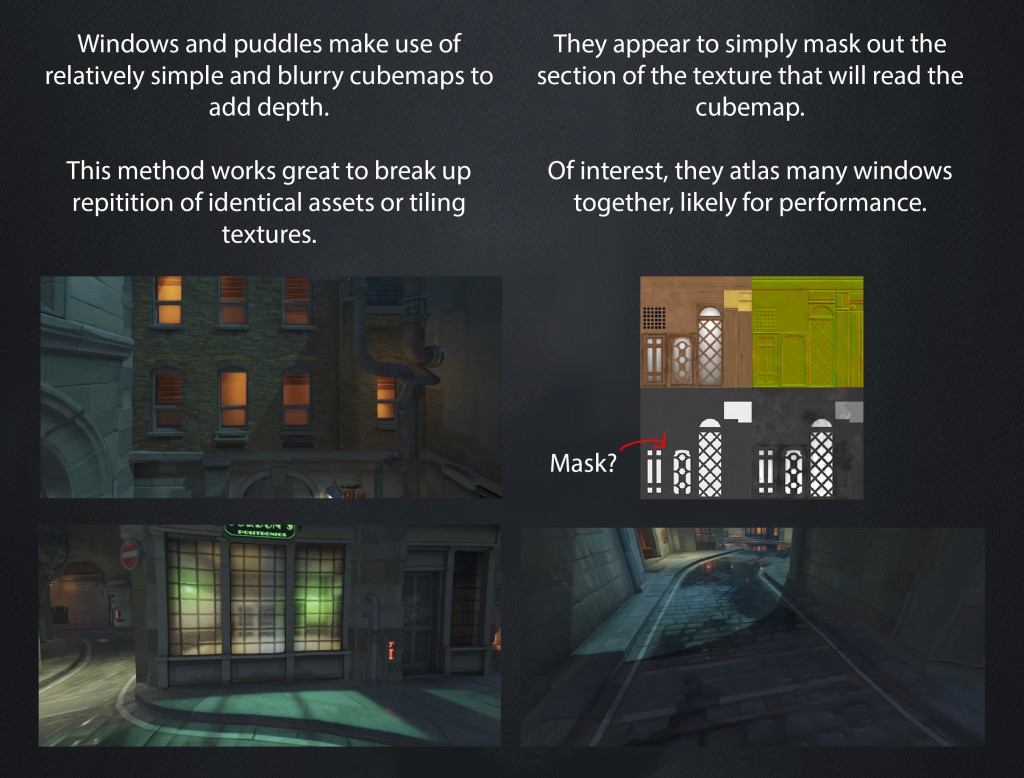 Windows and puddles make use of
relatively simple and blurry cubemaps to
add depth.
This method works great to break up
repitition of identical assets or tiling
textures.
They appear to simply mask out the
section of the texture that will read the
cubemap.
Of interest, they atlas many windows
together, likely for performance.
Mask?
POSITRONICS